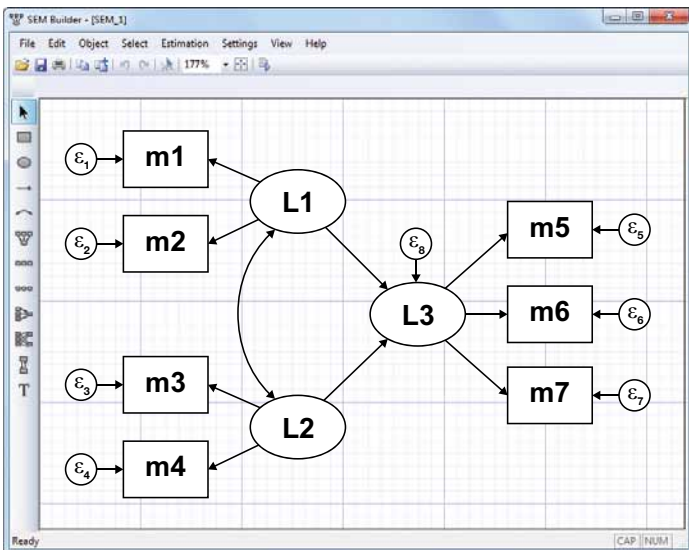 SEM Builder - [SEM_1]
File Edit Object Select Estimation Settings View Help
177%
T
ε1 m1
L1
ε2 m2
m5 ε5
ε8
L3 m6 ε6
ε3 m3
m7 ε7
L2
ε4 m4
Ready CAP NUM